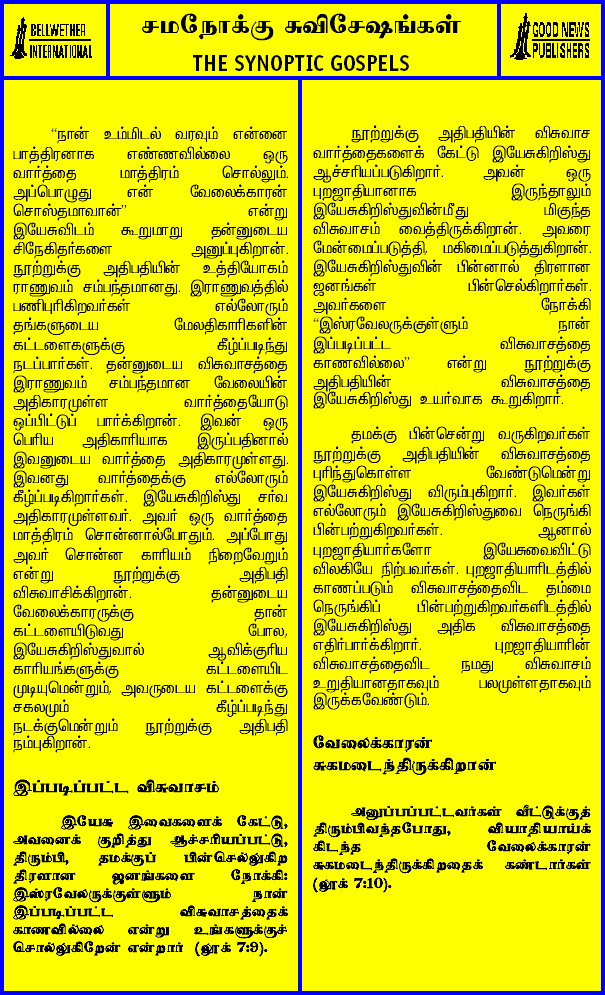 BELLWETHER
INTERNATIONAL
சமநோக்கு சுவிசேஷங்கள்
THE SYNOPTIC GOSPELS
GOOD NEWS
PUBLISHERS
“நான் உம்மிடல் வரவும் என்னை
பாத்திரனாக எண்ணவில்லை ஒரு
வார்த்தை மாத்திரம் சொல்லும்.
அப்பொழுது என் வேலைக்காரன்
சொஸ்தமாவான்” என்று
இயேசுவிடம் கூறுமாறு தன்னுடைய
சிநேகிதர்களை அனுப்புகிறான்.
நூற்றுக்கு அதிபதியின் உத்தியோகம்
ராணுவம் சம்பந்தமானது. இராணுவத்தில்
பணிபுரிகிறவர்கள் எல்லோரும்
தங்களுடைய மேலதிகாரிகளின்
கட்டளைகளுக்கு கீழ்ப்படிந்து
நடப்பார்கள். தன்னுடைய விசுவாசத்தை
இராணுவம் சம்பந்தமான வேலையின்
அதிகாரமுள்ள வார்த்தையோடு
ஒப்பிட்டுப் பார்க்கிறான். இவன் ஒரு
பெரிய அதிகாரியாக இருப்பதினால்
இவனுடைய வார்த்தை அதிகாரமுள்ளது.
இவனது வார்த்தைக்கு எல்லோரும்
கீழ்ப்படிகிறார்கள். இயேசுகிறிஸ்து சர்வ
அதிகாரமுள்ளவர். அவர் ஒரு வார்த்தை
மாத்திரம் சொன்னால்போதும். அப்போது
அவர் சொன்ன காரியம் நிறைவேறும்
என்று நூற்றுக்கு அதிபதி
விசுவாசிக்கிறான். தன்னுடைய
வேலைக்காரருக்கு தான்
கட்டளையிடுவது போல,
இயேசுகிறிஸ்துவால் ஆவிக்குரிய
காரியங்களுக்கு கட்டளையிட
முடியுமென்றும், அவருடைய கட்டளைக்கு
சகலமும் கீழ்ப்படிந்து
நடக்குமென்றும் நூற்றுக்கு அதிபதி
நம்புகிறான்.
இப்படிப்பட்ட விசுவாசம்
இயேசு இவைகளைக் கேட்டு,
அவனைக் குறித்து ஆச்சரியப்பட்டு,
திரும்பி, தமக்குப் பின்செல்லுகிற
திரளான ஜனங்களை நோக்கி:
இஸ்ரவேலருக்குள்ளும் நான்
இப்படிப்பட்ட விசுவாசத்தைக்
காணவில்லை என்று உங்களுக்குச்
சொல்லுகிறேன் என்றார் (லூக் 7:9).
நூற்றுக்கு அதிபதியின் விசுவாச
வார்த்தைகளைக் கேட்டு இயேசுகிறிஸ்து
ஆச்சரியப்படுகிறார். அவன் ஒரு
புறஜாதியானாக இருந்தாலும்
இயேசுகிறிஸ்துவின்மீது மிகுந்த
விசுவாசம் வைத்திருக்கிறான். அவரை
மேன்மைப்படுத்தி, மகிமைப்படுத்துகிறான்.
இயேசுகிறிஸ்துவின் பின்னால் திரளான
ஜனங்கள் பின்செல்கிறார்கள்.
அவர்களை நோக்கி
“இஸ்ரவேலருக்குள்ளும் நான்
இப்படிப்பட்ட விசுவாசத்தை
காணவில்லை” என்று நூற்றுக்கு
அதிபதியின் விசுவாசத்தை
இயேசுகிறிஸ்து உயர்வாக கூறுகிறார்.
தமக்கு பின்சென்று வருகிறவர்கள்
நூற்றுக்கு அதிபதியின் விசுவாசத்தை
புரிந்துகொள்ள வேண்டுமென்று
இயேசுகிறிஸ்து விரும்புகிறார். இவர்கள்
எல்லோரும் இயேசுகிறிஸ்துவை நெருங்கி
பின்பற்றுகிறவர்கள். ஆனால்
புறஜாதியார்களோ இயேசுவைவிட்டு
விலகியே நிற்பவர்கள். புறஜாதியாரிடத்தில்
காணப்படும் விசுவாசத்தைவிட தம்மை
நெருங்கிப் பின்பற்றுகிறவர்களிடத்தில்
இயேசுகிறிஸ்து அதிக விசுவாசத்தை
எதிர்பார்க்கிறார். புறஜாதியாரின்
விசுவாசத்தைவிட நமது விசுவாசம்
உறுதியானதாகவும் பலமுள்ளதாகவும்
இருக்கவேண்டும்.
வேலைக்காரன்
சுகமடைந்திருக்கிறான்
அனுப்பப்பட்டவர்கள் வீட்டுக்குத்
திரும்பிவந்தபோது, வியாதியாய்க்
கிடந்த வேலைக்காரன்
சுகமடைந்திருக்கிறதைக் கண்டார்கள்
(லூக் 7:10).